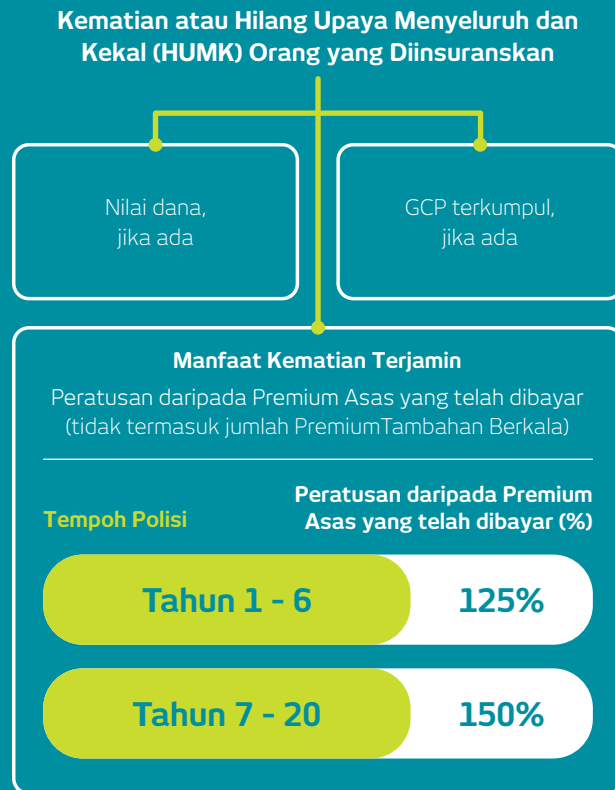 Kematian atau Hilang Upaya Menyeluruh dan
Kekal (HUMK) Orang yang Diinsuranskan
Nilai dana,
jika ada
GCP terkumpul,
jika ada
Manfaat Kematian Terjamin
Peratusan daripada Premium Asas yang telah dibayar
(tidak termasuk jumlah PremiumTambahan Berkala)
Tempoh Polisi
Peratusan daripada Premium
Asas yang telah dibayar (%)
Tahun 1 - 6
125%
Tahun 7 - 20
150%